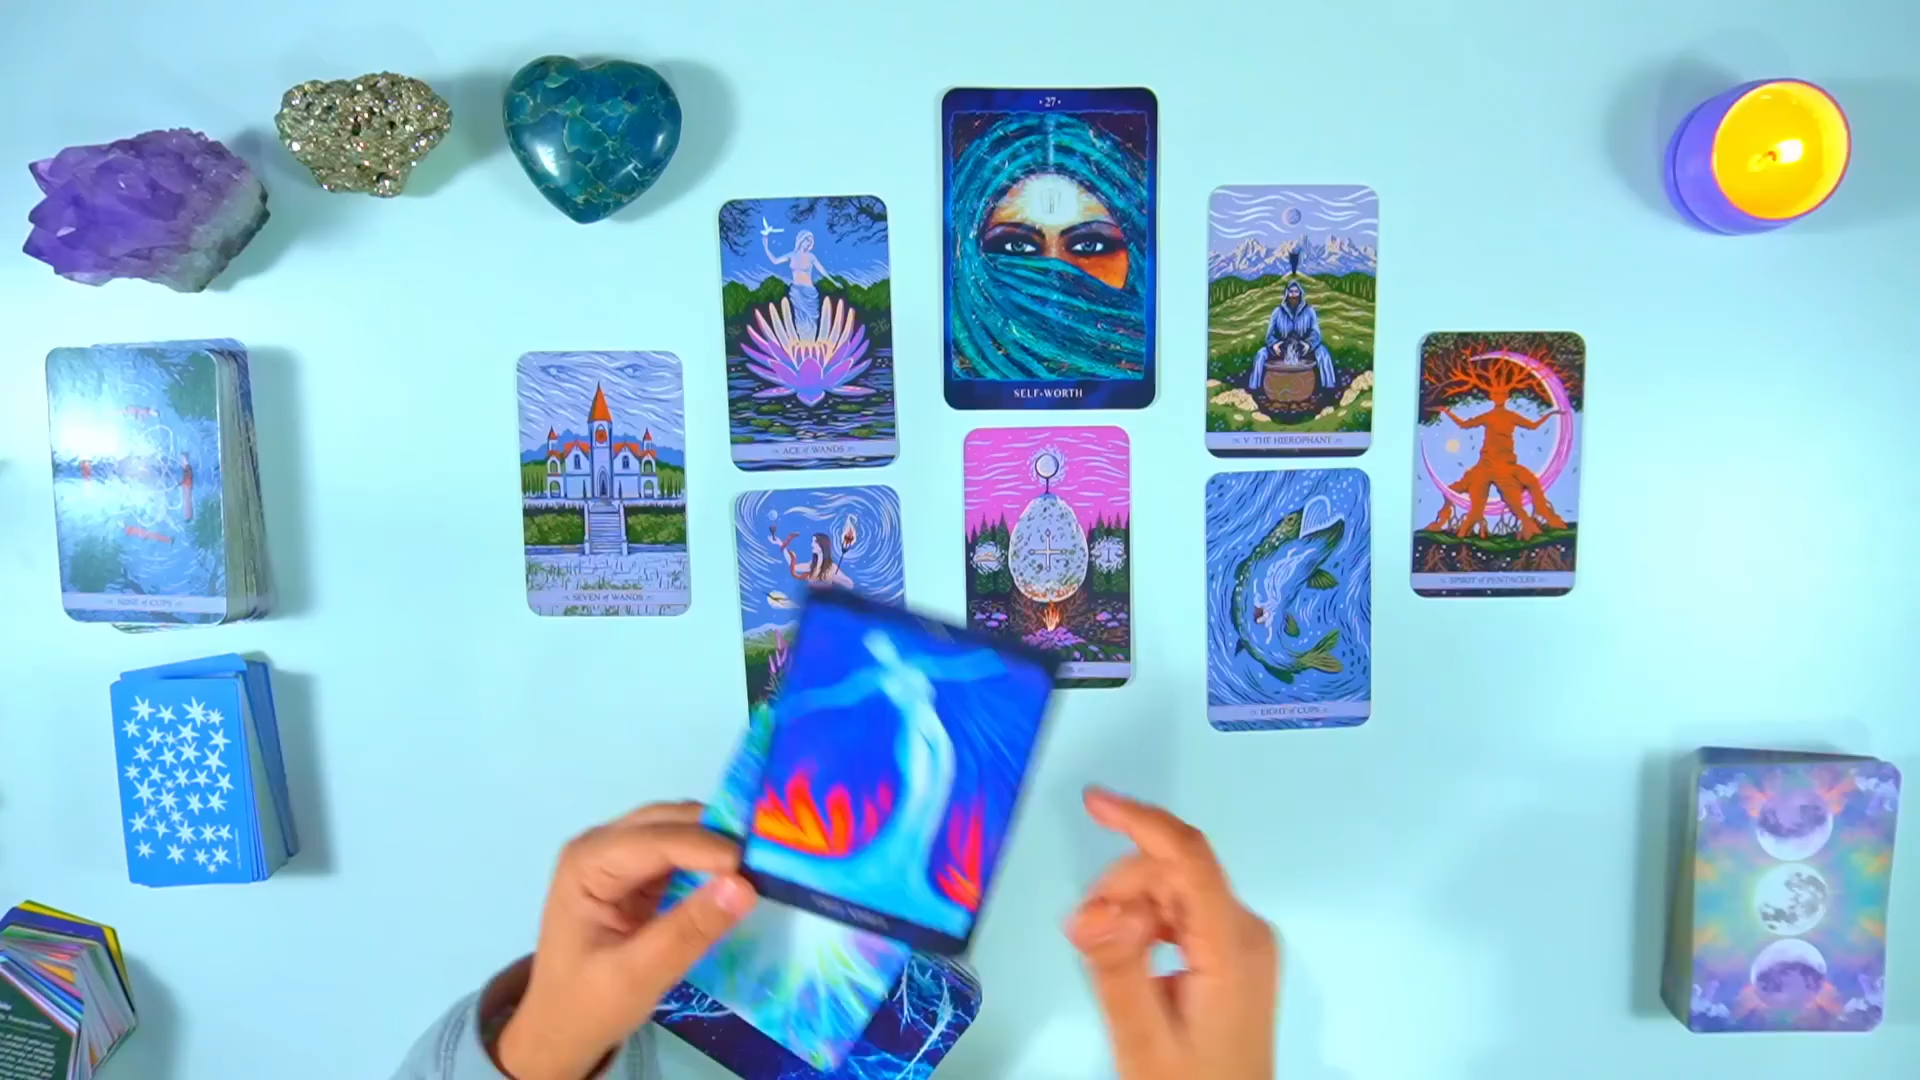 • 27 •
SELF-WORTH
ACE of WANDS
V THE HIEROPHANT
SEVEN of WANDS
SPIRIT of PENTACLES
NINE of CUPS
EIGHT of CUPS